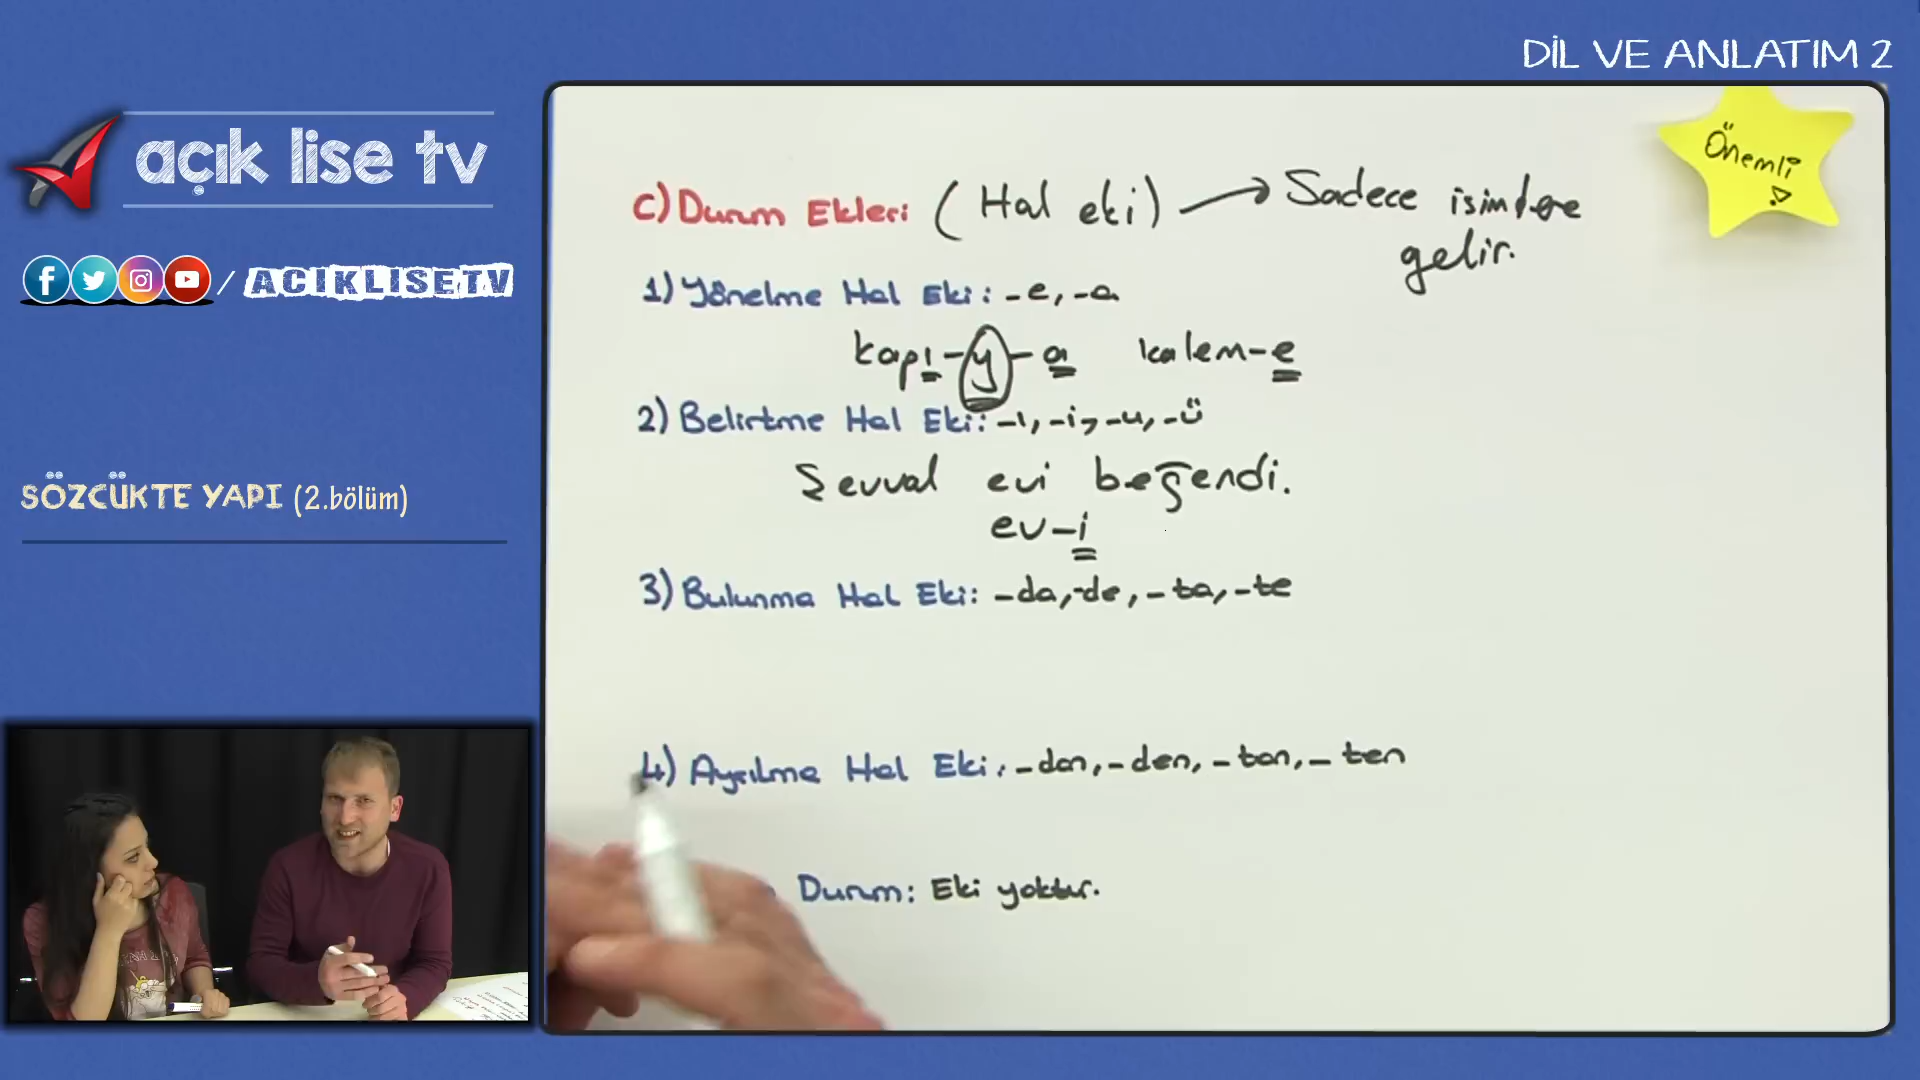 DİL VE ANLATIM 2
açık lise tv
/ ACIKLISETV
SÖZCÜKTE YAPI (2.bölüm)
Önemli
C) Durum Ekleri (Hal eki) → Sadece isimlere
gelir.
1) Yönelme Hal Eki: -e, -a
kapı-y-a kalem-e
2) Belirtme Hal Eki: -ı, -i, -u, -ü
Şevval evi beğendi.
ev-i
3) Bulunma Hal Eki: -da, -de, -ta, -te
4) Ayrılma Hal Eki: -dan, -den, -tan, -ten
Durum: Eki yoktur.